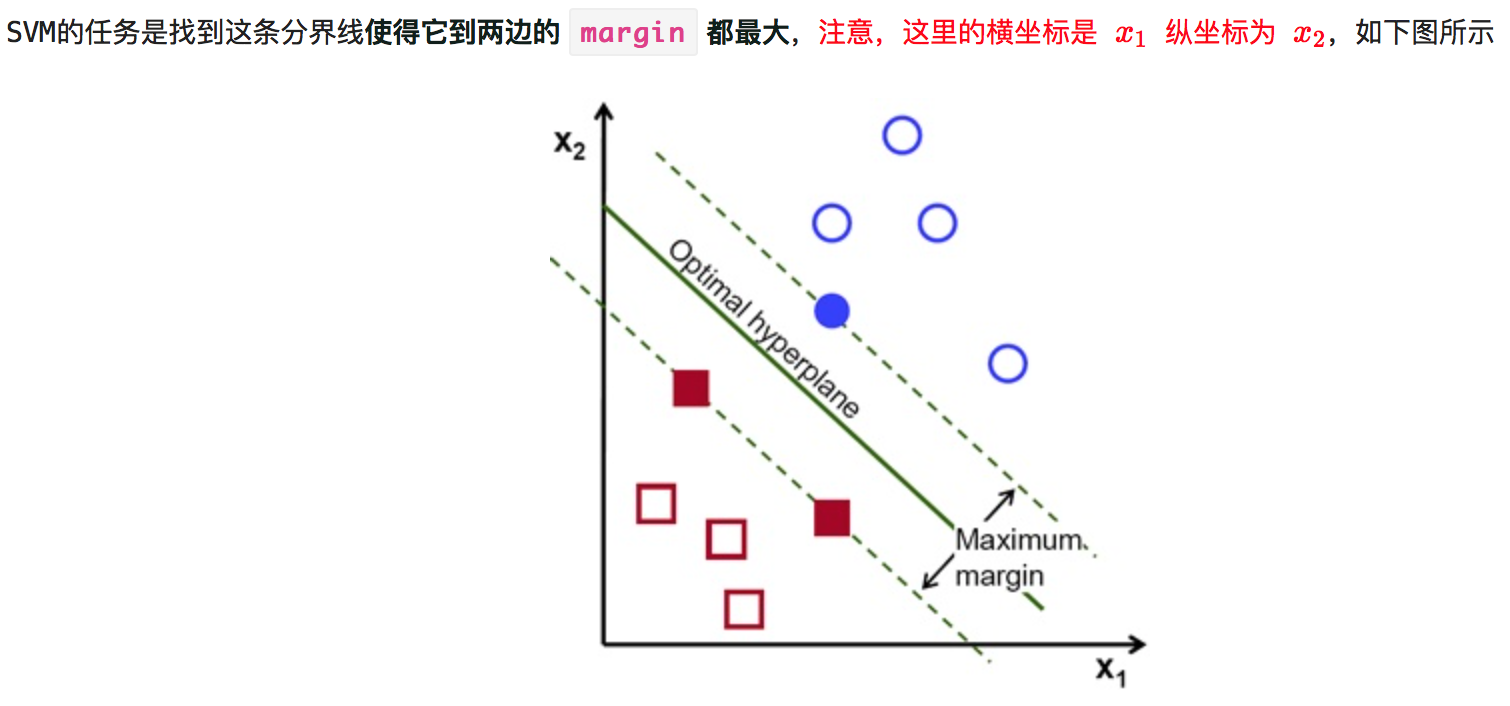 SVM的任务是找到这条分界线使得它到两边的 margin 都最大，注意，这里的横坐标是 x₁ 纵坐标为 x₂，如下图所示
x₂
Optimal hyperplane
Maximum
margin
x₁